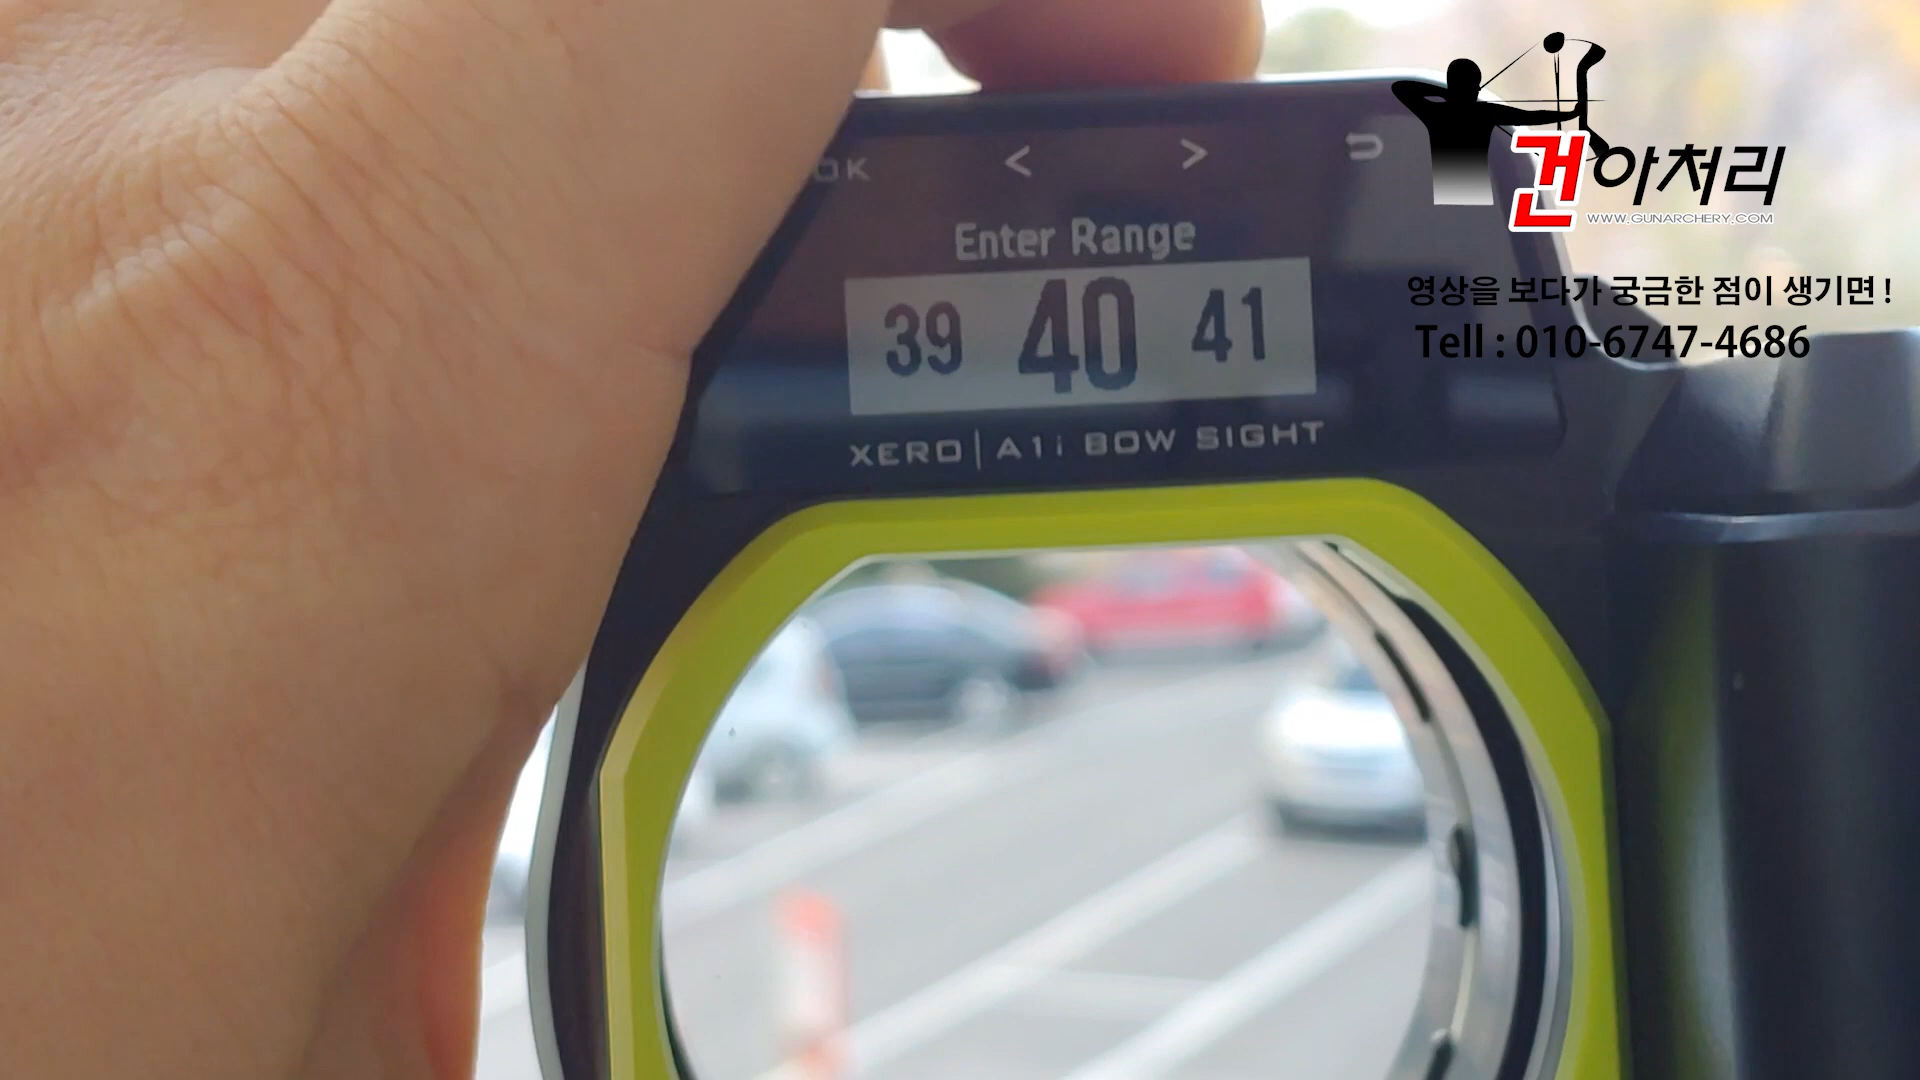 OK < >
Enter Range
39 40 41
XERO | A1i BOW SIGHT
건아처리
WWW.GUNARCHERY.COM
영상을 보다가 궁금한 점이 생기면 !
Tell : 010-6747-4686